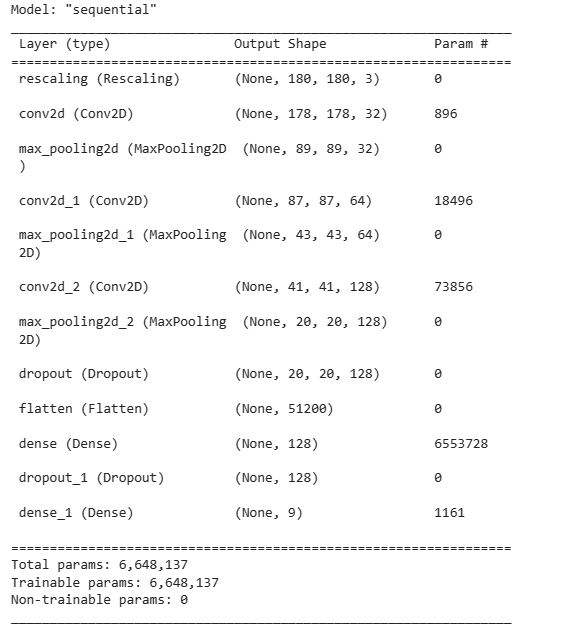 Model: "sequential"
_________________________________________________________________
Layer (type) Output Shape Param #
=================================================================
rescaling (Rescaling) (None, 180, 180, 3) 0
conv2d (Conv2D) (None, 178, 178, 32) 896
max_pooling2d (MaxPooling2D (None, 89, 89, 32) 0
)
conv2d_1 (Conv2D) (None, 87, 87, 64) 18496
max_pooling2d_1 (MaxPooling (None, 43, 43, 64) 0
2D)
conv2d_2 (Conv2D) (None, 41, 41, 128) 73856
max_pooling2d_2 (MaxPooling (None, 20, 20, 128) 0
2D)
dropout (Dropout) (None, 20, 20, 128) 0
flatten (Flatten) (None, 51200) 0
dense (Dense) (None, 128) 6553728
dropout_1 (Dropout) (None, 128) 0
dense_1 (Dense) (None, 9) 1161
=================================================================
Total params: 6,648,137
Trainable params: 6,648,137
Non-trainable params: 0
_________________________________________________________________